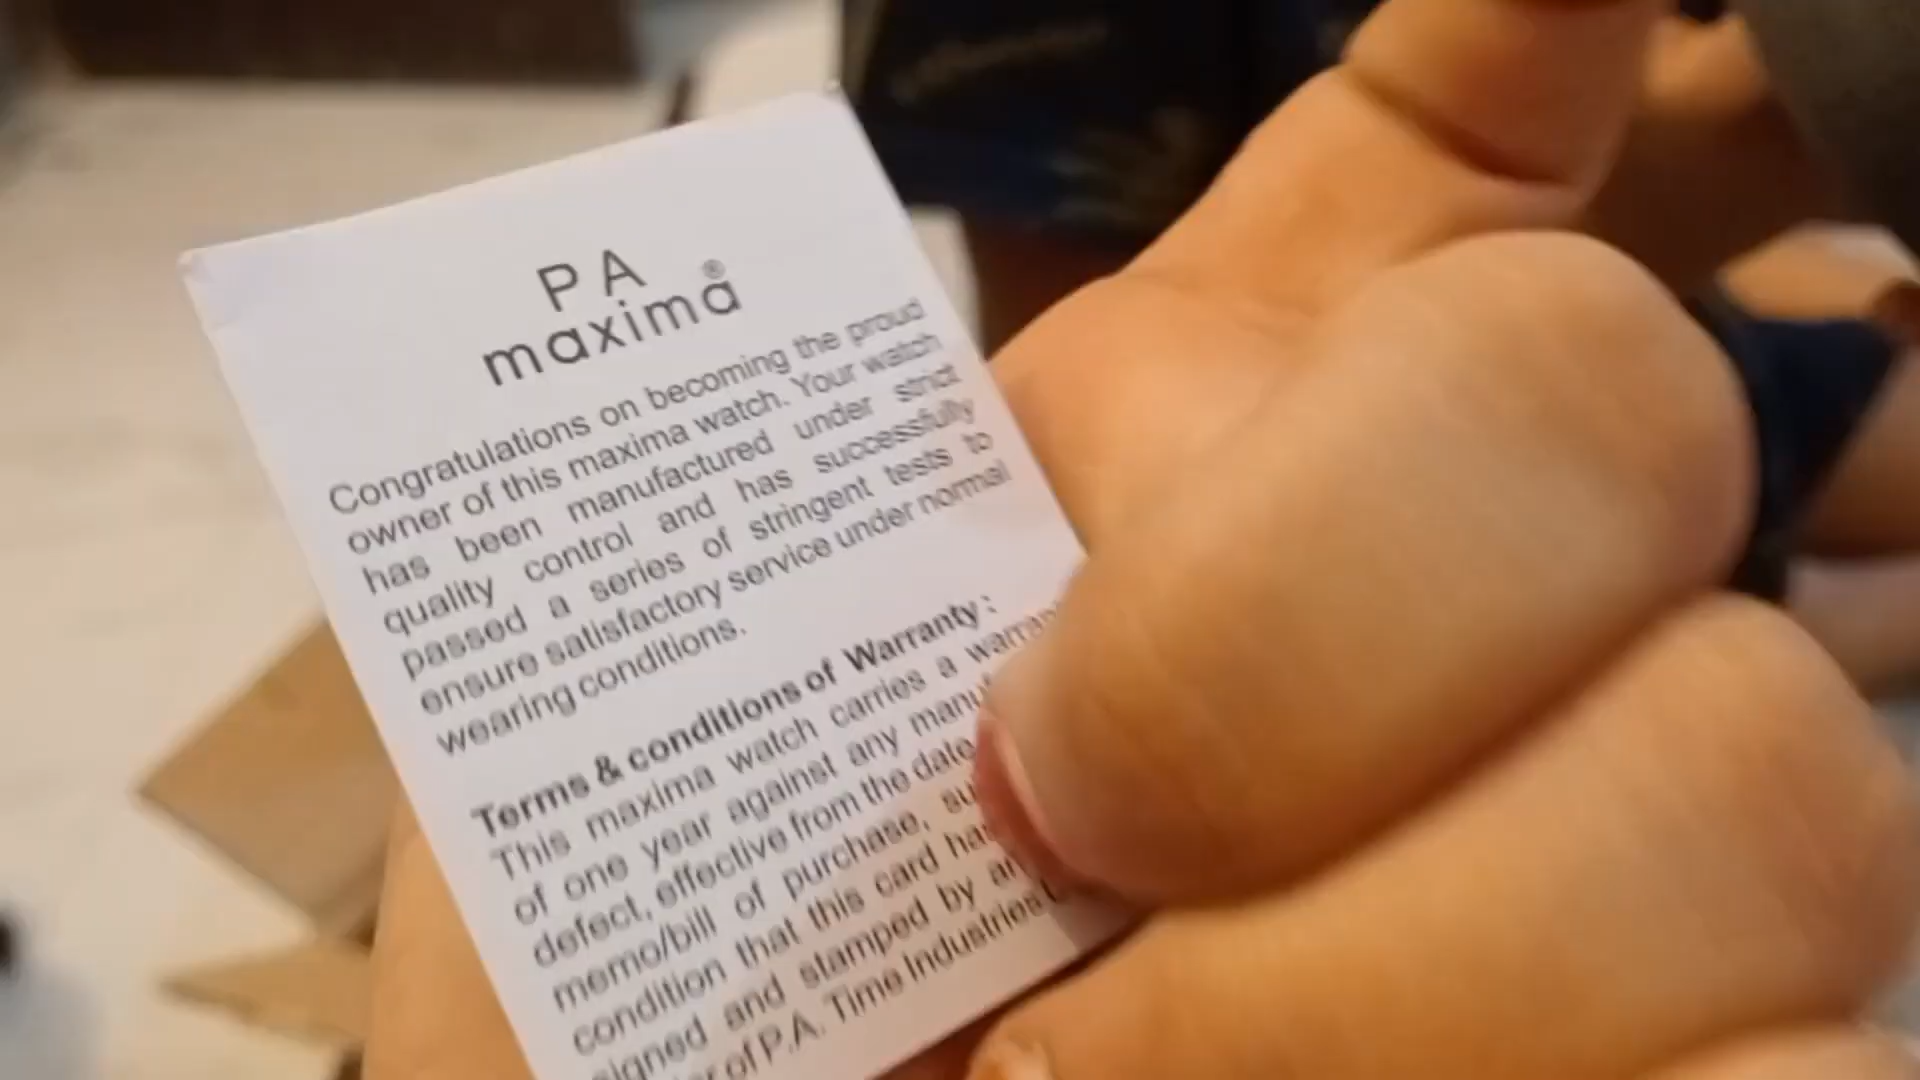 P A
maxima®
Congratulations on becoming the proud
owner of this maxima watch. Your watch
has been manufactured under strict
quality control and has successfully
passed a series of stringent tests to
ensure satisfactory service under normal
wearing conditions.
Terms & conditions of Warranty :
This maxima watch carries a
of one year against any
defect, effective from the date
memo/bill of purchase,
condition that this card
signed and stamped by
of P.A. Time Industries